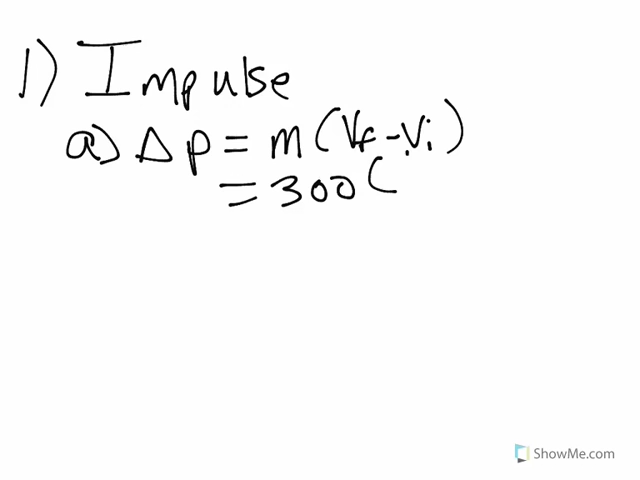 1) Impulse
a) Δp = m(Vf - Vi)
= 300(
ShowMe.com